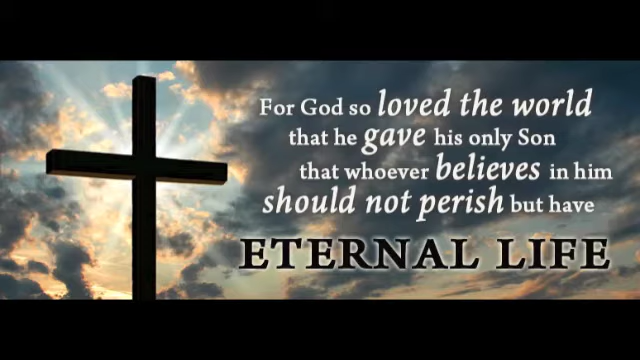 For God so loved the world
that he gave his only Son
that whoever believes in him
should not perish but have
ETERNAL LIFE